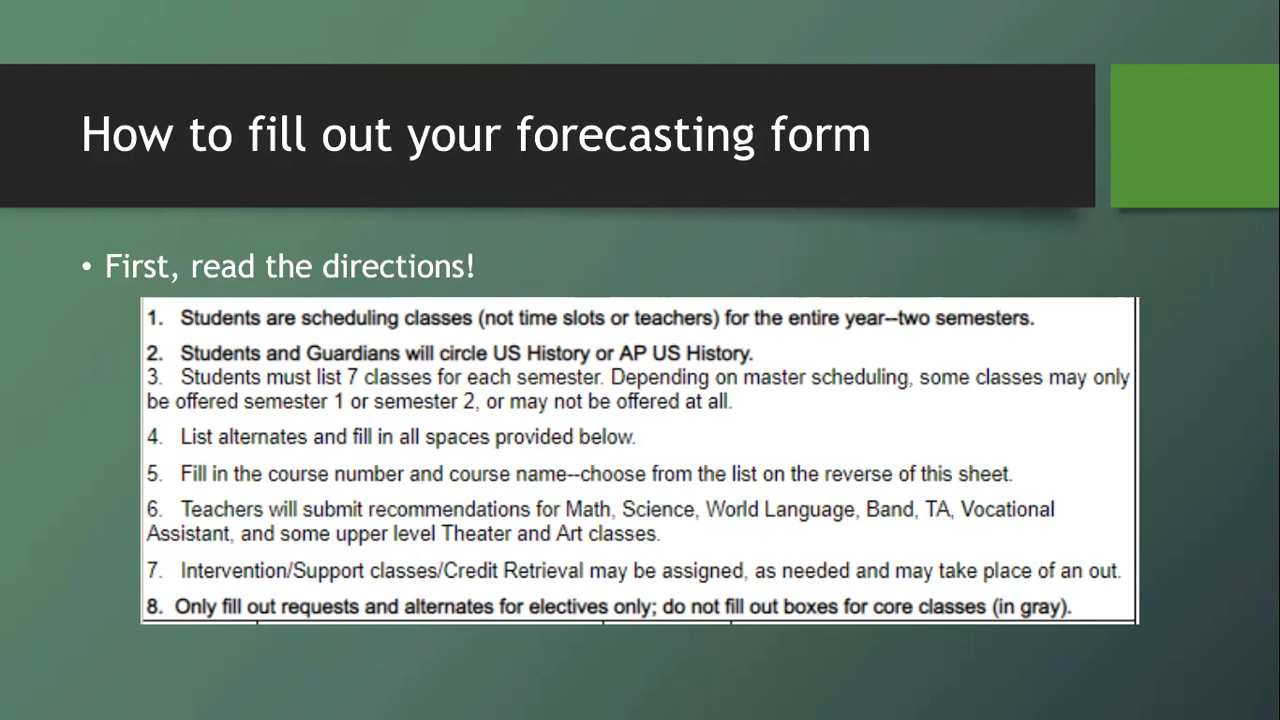 How to fill out your forecasting form
• First, read the directions!
1. Students are scheduling classes (not time slots or teachers) for the entire year--two semesters.
2. Students and Guardians will circle US History or AP US History.
3. Students must list 7 classes for each semester. Depending on master scheduling, some classes may only
be offered semester 1 or semester 2, or may not be offered at all.
4. List alternates and fill in all spaces provided below.
5. Fill in the course number and course name--choose from the list on the reverse of this sheet.
6. Teachers will submit recommendations for Math, Science, World Language, Band, TA, Vocational
Assistant, and some upper level Theater and Art classes.
7. Intervention/Support classes/Credit Retrieval may be assigned, as needed and may take place of an out.
8. Only fill out requests and alternates for electives only; do not fill out boxes for core classes (in gray).